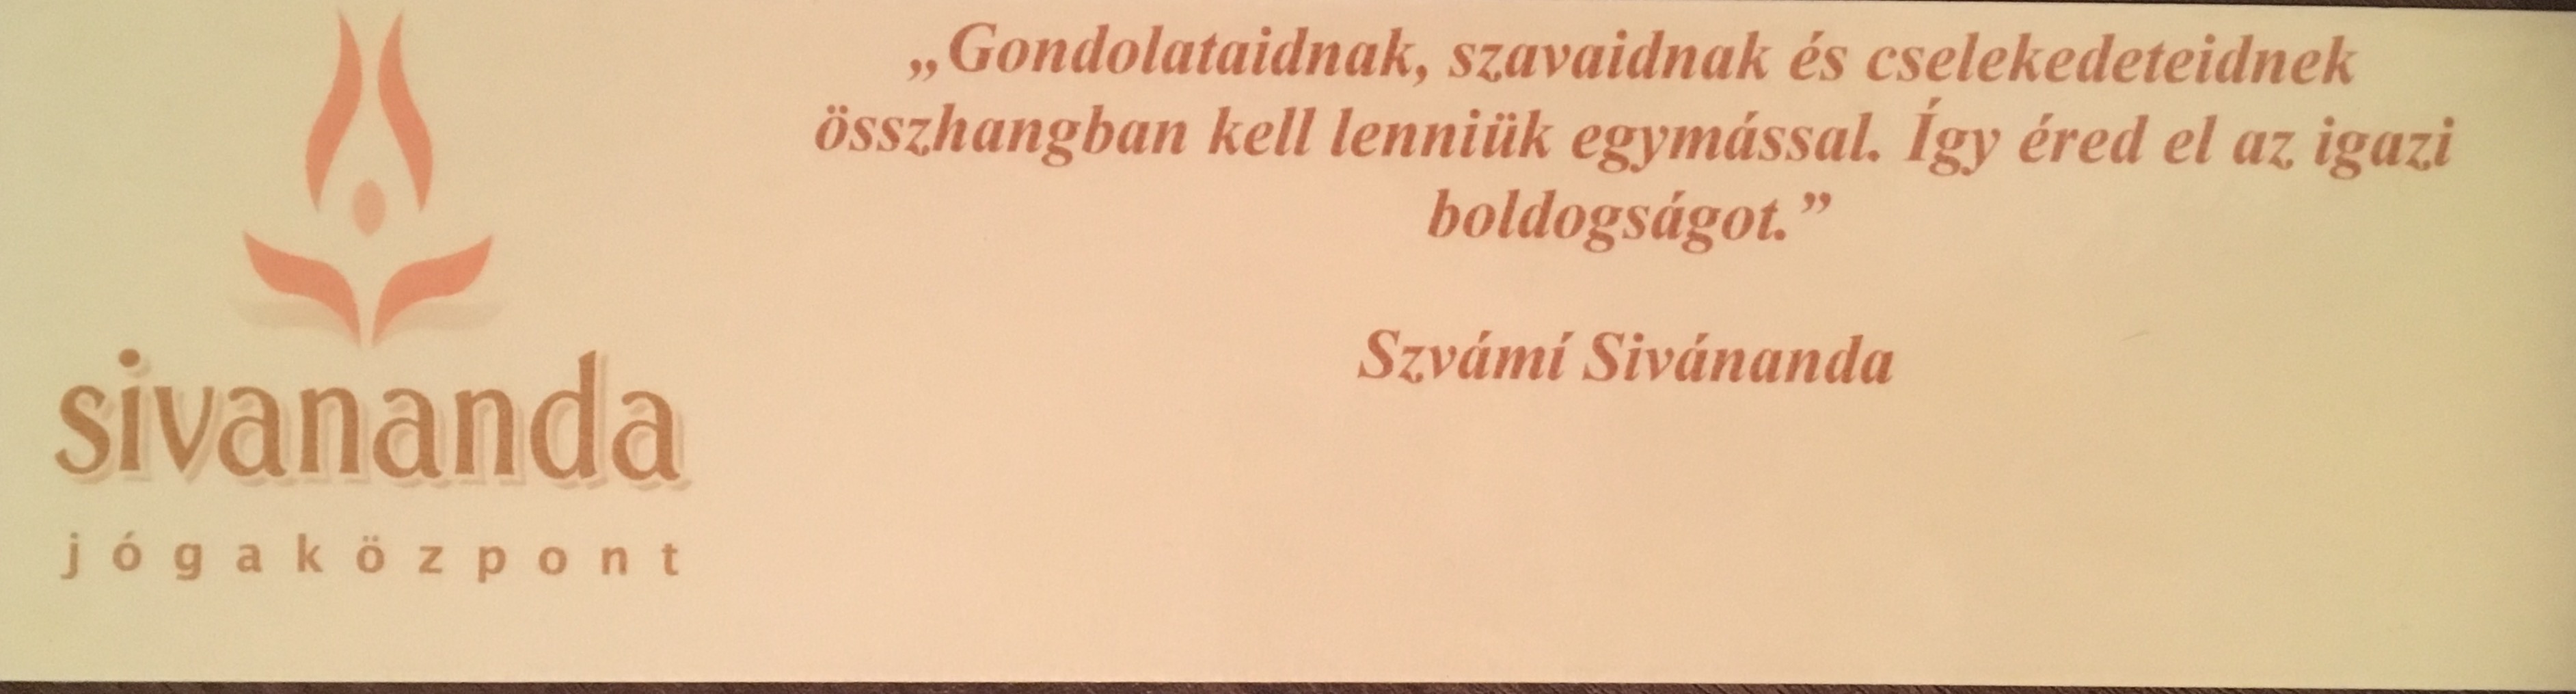 „Gondolataidnak, szavaidnak és cselekedeteidnek
összhangban kell lenniük egymással. Így éred el az igazi
boldogságot.”
Szvámí Sivánanda
sivananda
jógaközpont